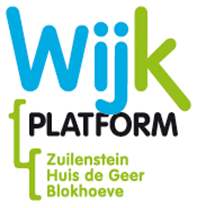 Wijk
PLATFORM
Zuilenstein
Huis de Geer
Blokhoeve